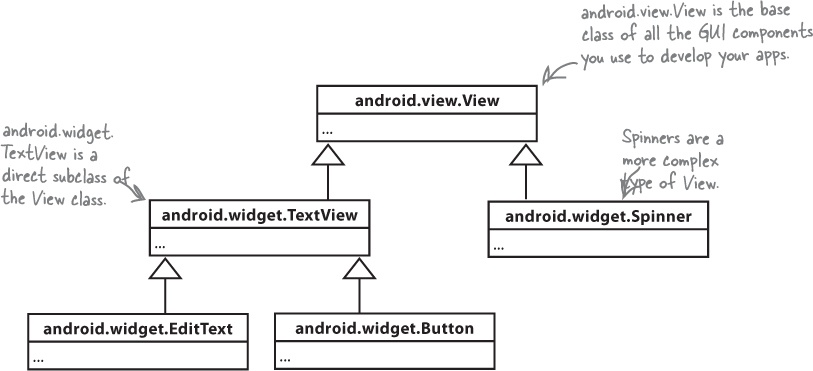 android.view.View is the base
class of all the GUI components
you use to develop your apps.
android.view.View
...
android.widget.
TextView is a
direct subclass of
the View class.
Spinners are a
more complex
type of View.
android.widget.TextView
...
android.widget.Spinner
...
android.widget.EditText
...
android.widget.Button
...